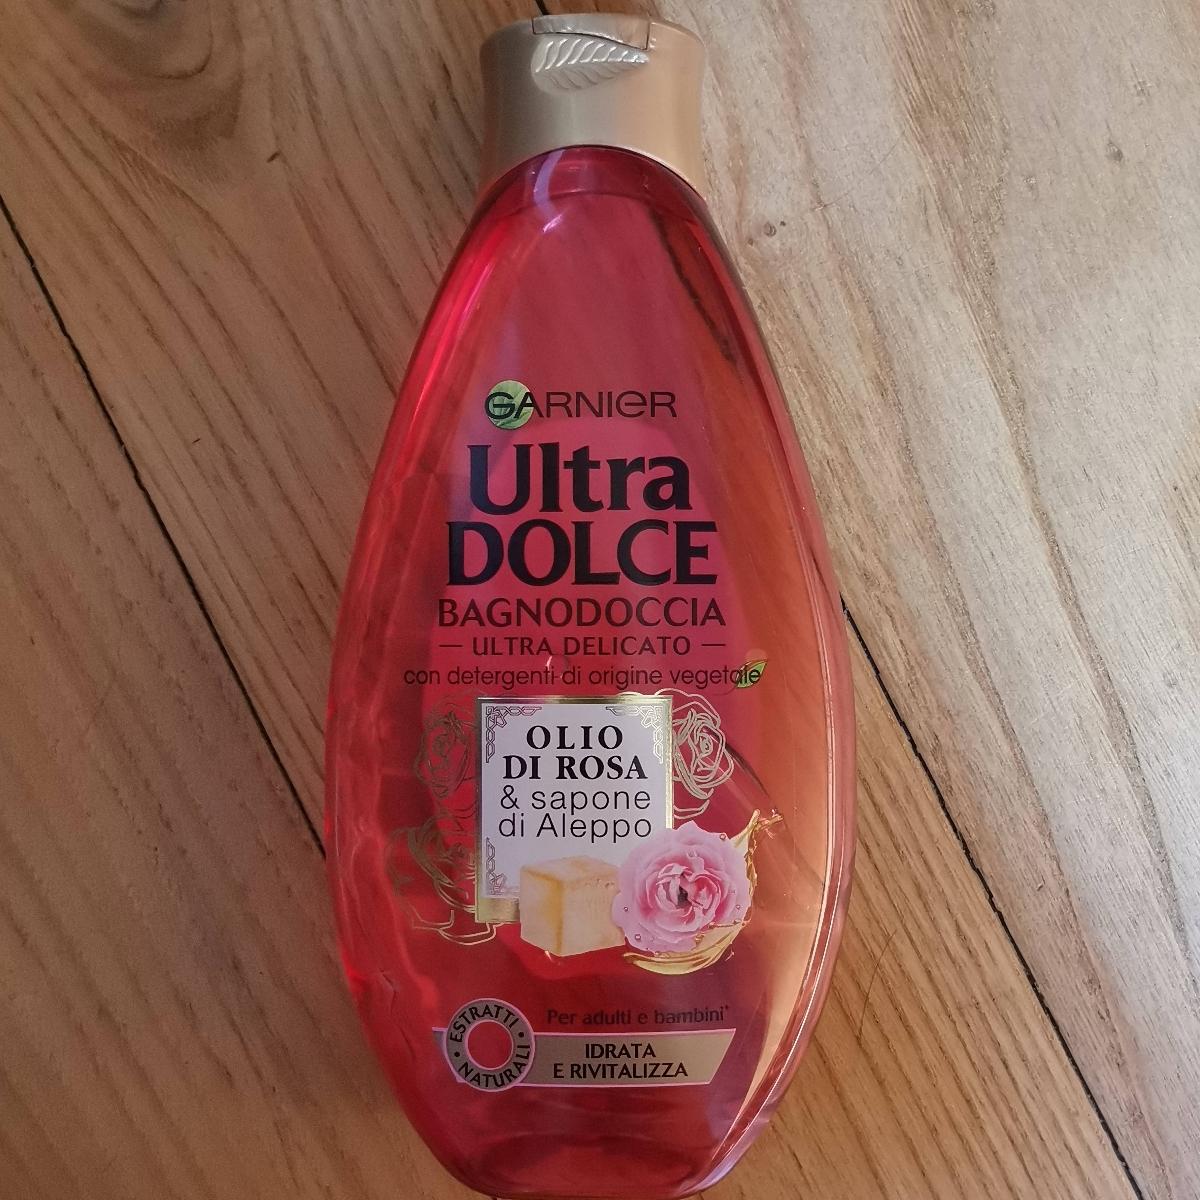 GARNIER
Ultra
DOLCE
BAGNODOCCIA
— ULTRA DELICATO —
con detergenti di origine vegetale
OLIO
DI ROSA
& sapone
di Aleppo
Per adulti e bambini*
ESTRATTI
NATURALI
IDRATA
E RIVITALIZZA